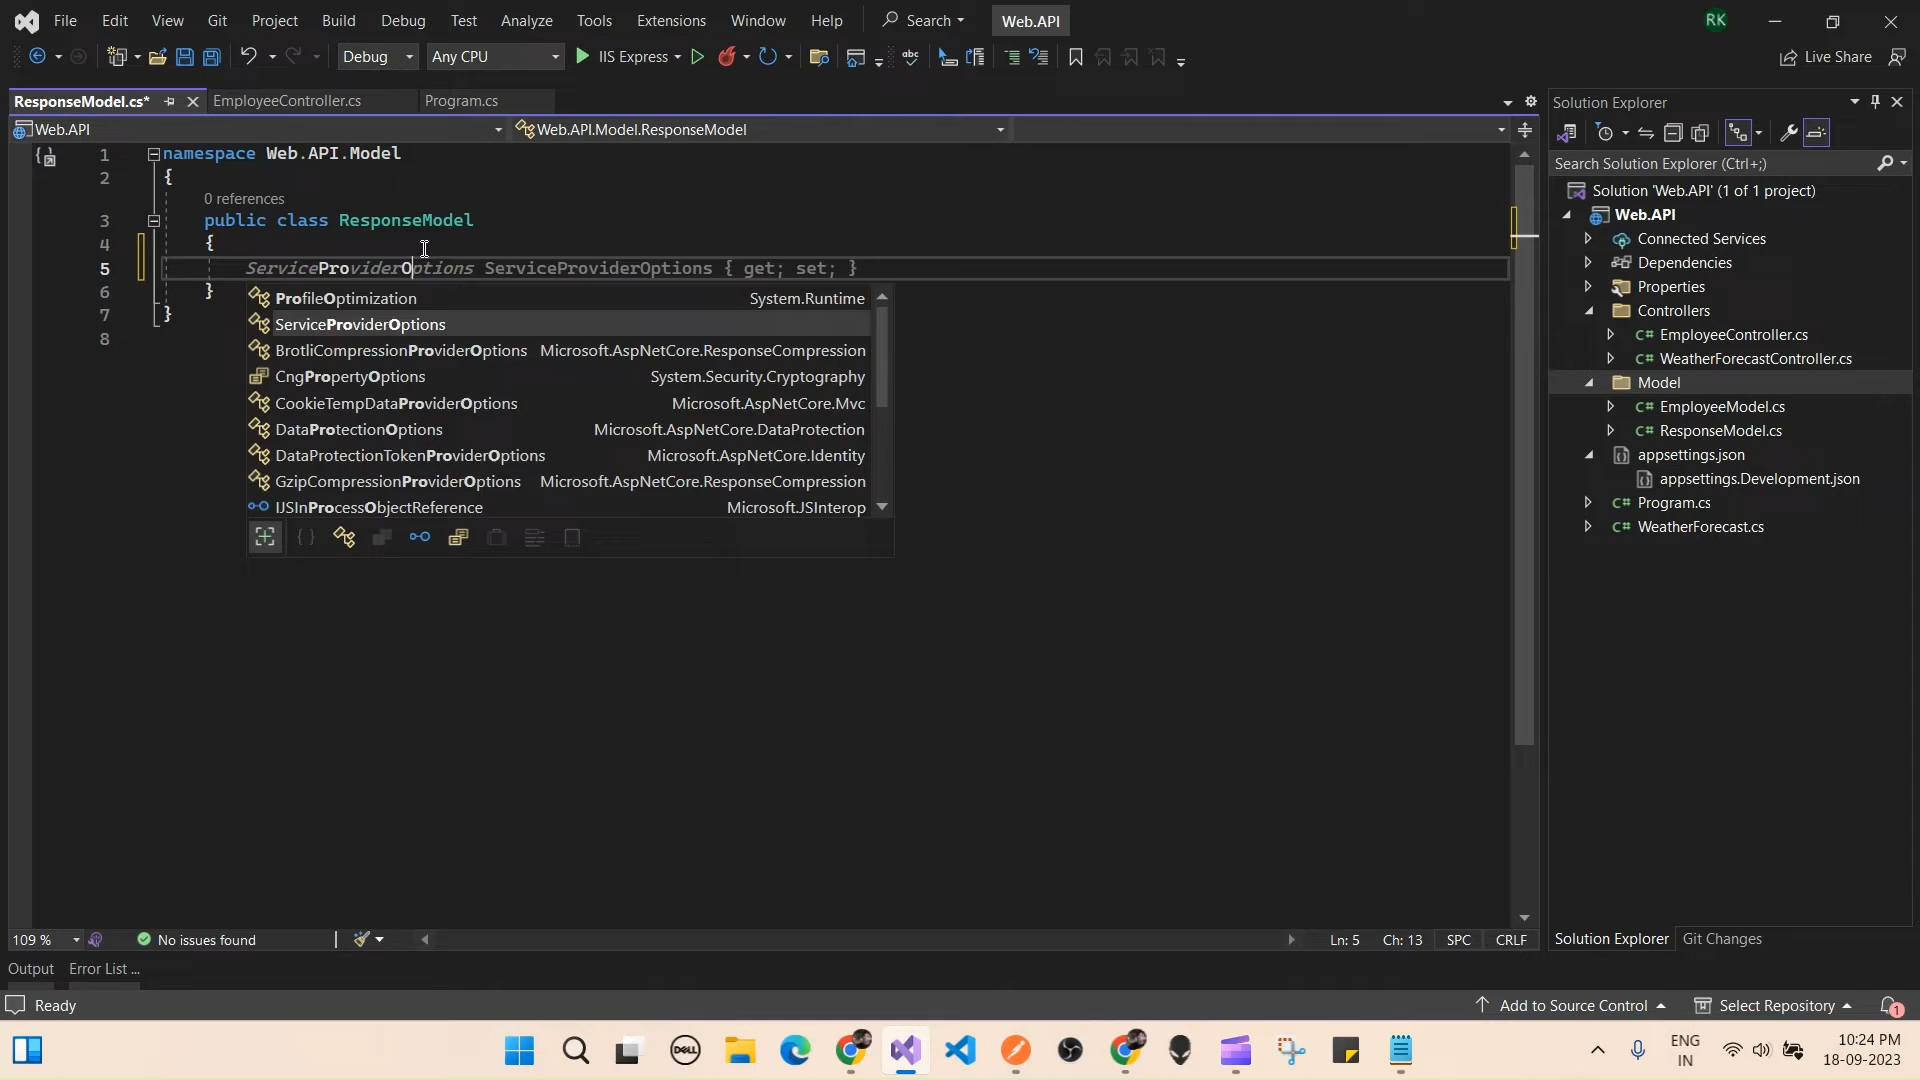 File Edit View Git Project Build Debug Test Analyze Tools Extensions Window Help Search Web.API RK
Debug Any CPU IIS Express abc Live Share
ResponseModel.cs* EmployeeController.cs Program.cs
Web.API Web.API.Model.ResponseModel
1 namespace Web.API.Model
2 {
0 references
3 public class ResponseModel
4 {
5 ServiceProviderOptions ServiceProviderOptions { get; set; }
6 }
7 }
8
ProfileOptimization System.Runtime
ServiceProviderOptions
BrotliCompressionProviderOptions Microsoft.AspNetCore.ResponseCompression
CngPropertyOptions System.Security.Cryptography
CookieTempDataProviderOptions Microsoft.AspNetCore.Mvc
DataProtectionOptions Microsoft.AspNetCore.DataProtection
DataProtectionTokenProviderOptions Microsoft.AspNetCore.Identity
GzipCompressionProviderOptions Microsoft.AspNetCore.ResponseCompression
IJSInProcessObjectReference Microsoft.JSInterop
Solution Explorer
Search Solution Explorer (Ctrl+;)
Solution 'Web.API' (1 of 1 project)
Web.API
Connected Services
Dependencies
Properties
Controllers
C# EmployeeController.cs
C# WeatherForecastController.cs
Model
C# EmployeeModel.cs
C# ResponseModel.cs
appsettings.json
appsettings.Development.json
C# Program.cs
C# WeatherForecast.cs
109 % No issues found Ln: 5 Ch: 13 SPC CRLF
Solution Explorer Git Changes
Output Error List ...
Ready Add to Source Control Select Repository 1
DELL
ENG
IN
10:24 PM
18-09-2023